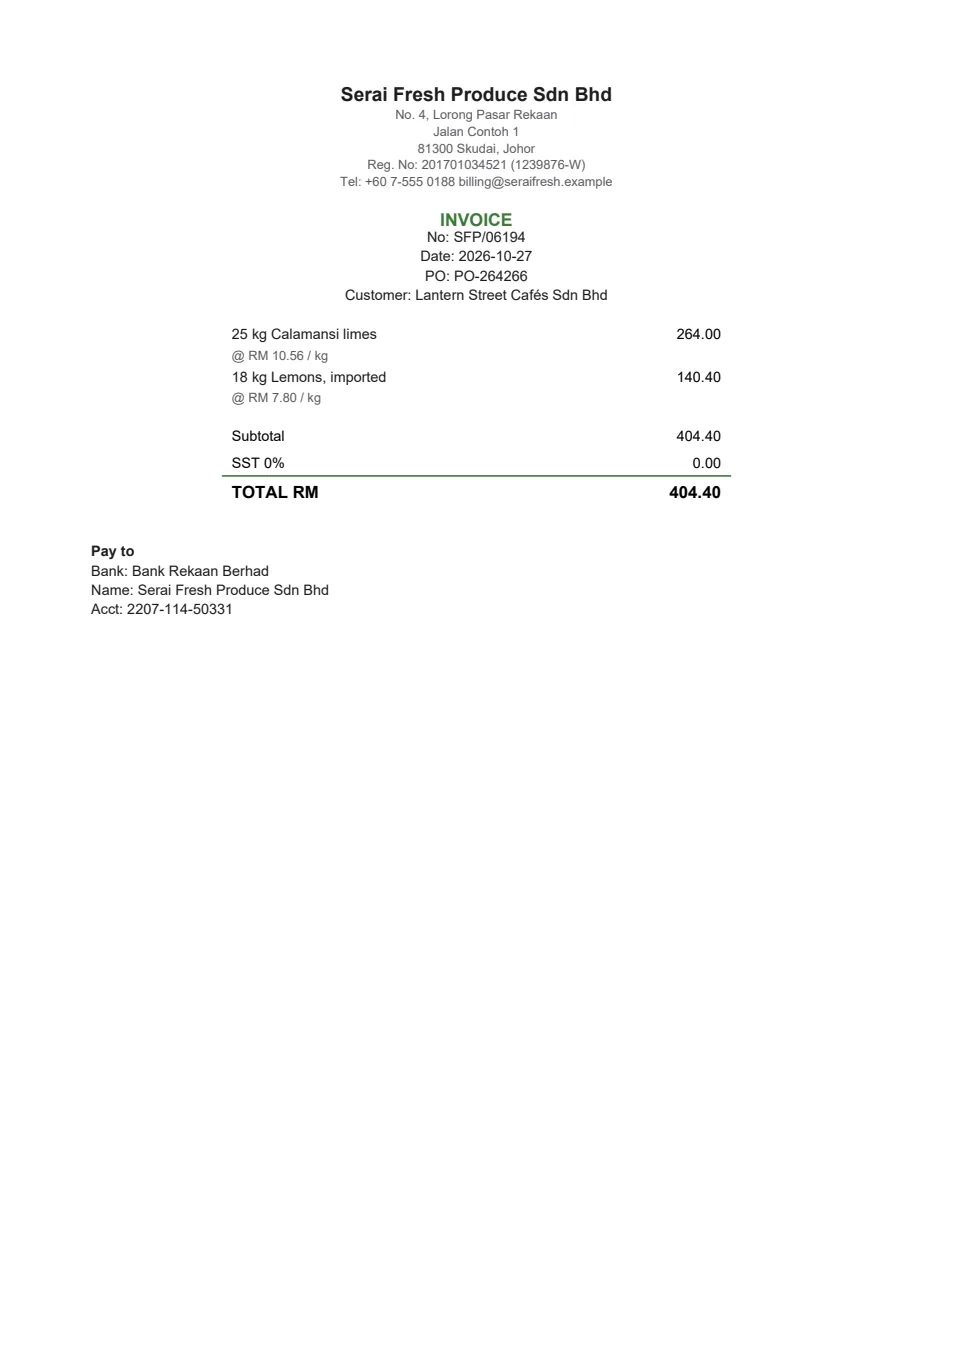 Serai Fresh Produce Sdn Bhd
No. 4, Lorong Pasar Rekaan
Jalan Contoh 1
81300 Skudai, Johor
Reg. No: 201701034521 (1239876-W)
Tel: +60 7-555 0188 billing@seraifresh.example
INVOICE
No: SFP/06194
Date: 2026-10-27
PO: PO-264266
Customer: Lantern Street Cafés Sdn Bhd
25 kg Calamansi limes 264.00
@ RM 10.56 / kg
18 kg Lemons, imported 140.40
@ RM 7.80 / kg
Subtotal 404.40
SST 0% 0.00
TOTAL RM 404.40
Pay to
Bank: Bank Rekaan Berhad
Name: Serai Fresh Produce Sdn Bhd
Acct: 2207-114-50331